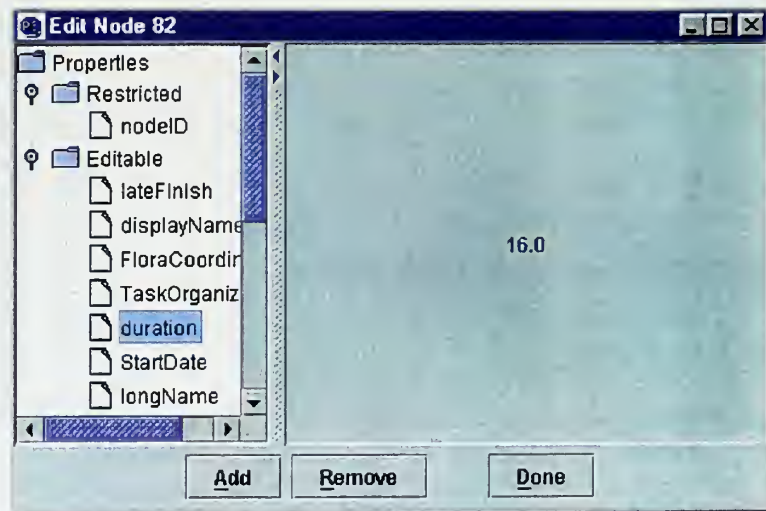 Edit Node 82
Properties
Restricted
nodeID
Editable
lateFinish
displayName
FloraCoordin
TaskOrganiz
duration
StartDate
longName
16.0
Add
Remove
Done